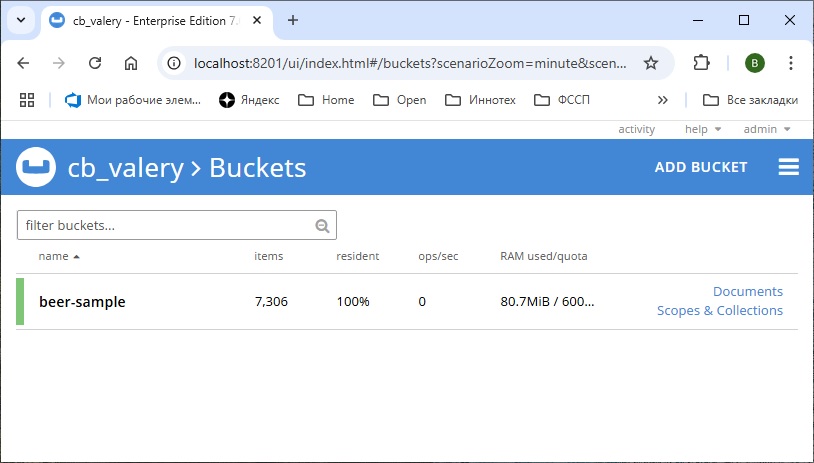 cb_valery - Enterprise Edition 7.
localhost:8201/ui/index.html#/buckets?scenarioZoom=minute&scen...
B
Мои рабочие элем... Яндекс Home Open Иннотех ФССП » Все закладки
activity help admin
cb_valery > Buckets ADD BUCKET
filter buckets...
name items resident ops/sec RAM used/quota
beer-sample 7,306 100% 0 80.7MiB / 600... Documents
Scopes & Collections